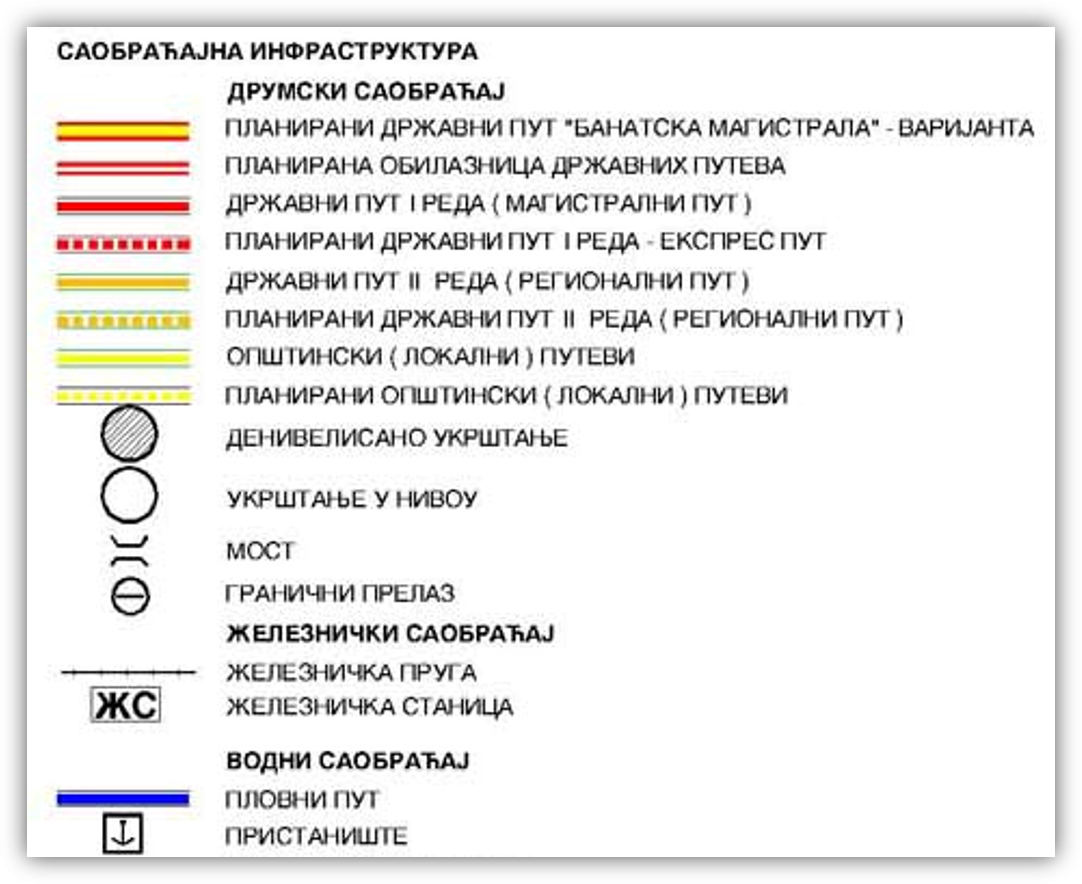 САОБРАЋАЈНА ИНФРАСТРУКТУРА
ДРУМСКИ САОБРАЋАЈ
ПЛАНИРАНИ ДРЖАВНИ ПУТ "БАНАТСКА МАГИСТРАЛА" - ВАРИЈАНТА
ПЛАНИРАНА ОБИЛАЗНИЦА ДРЖАВНИХ ПУТЕВА
ДРЖАВНИ ПУТ I РЕДА ( МАГИСТРАЛНИ ПУТ )
ПЛАНИРАНИ ДРЖАВНИ ПУТ I РЕДА - ЕКСПРЕС ПУТ
ДРЖАВНИ ПУТ II РЕДА ( РЕГИОНАЛНИ ПУТ )
ПЛАНИРАНИ ДРЖАВНИ ПУТ II РЕДА ( РЕГИОНАЛНИ ПУТ )
ОПШТИНСКИ ( ЛОКАЛНИ ) ПУТЕВИ
ПЛАНИРАНИ ОПШТИНСКИ ( ЛОКАЛНИ ) ПУТЕВИ
ДЕНИВЕЛИСАНО УКРШТАЊЕ
УКРШТАЊЕ У НИВОУ
МОСТ
ГРАНИЧНИ ПРЕЛАЗ
ЖЕЛЕЗНИЧКИ САОБРАЋАЈ
ЖЕЛЕЗНИЧКА ПРУГА
ЖС ЖЕЛЕЗНИЧКА СТАНИЦА
ВОДНИ САОБРАЋАЈ
ПЛОВНИ ПУТ
ПРИСТАНИШТЕ